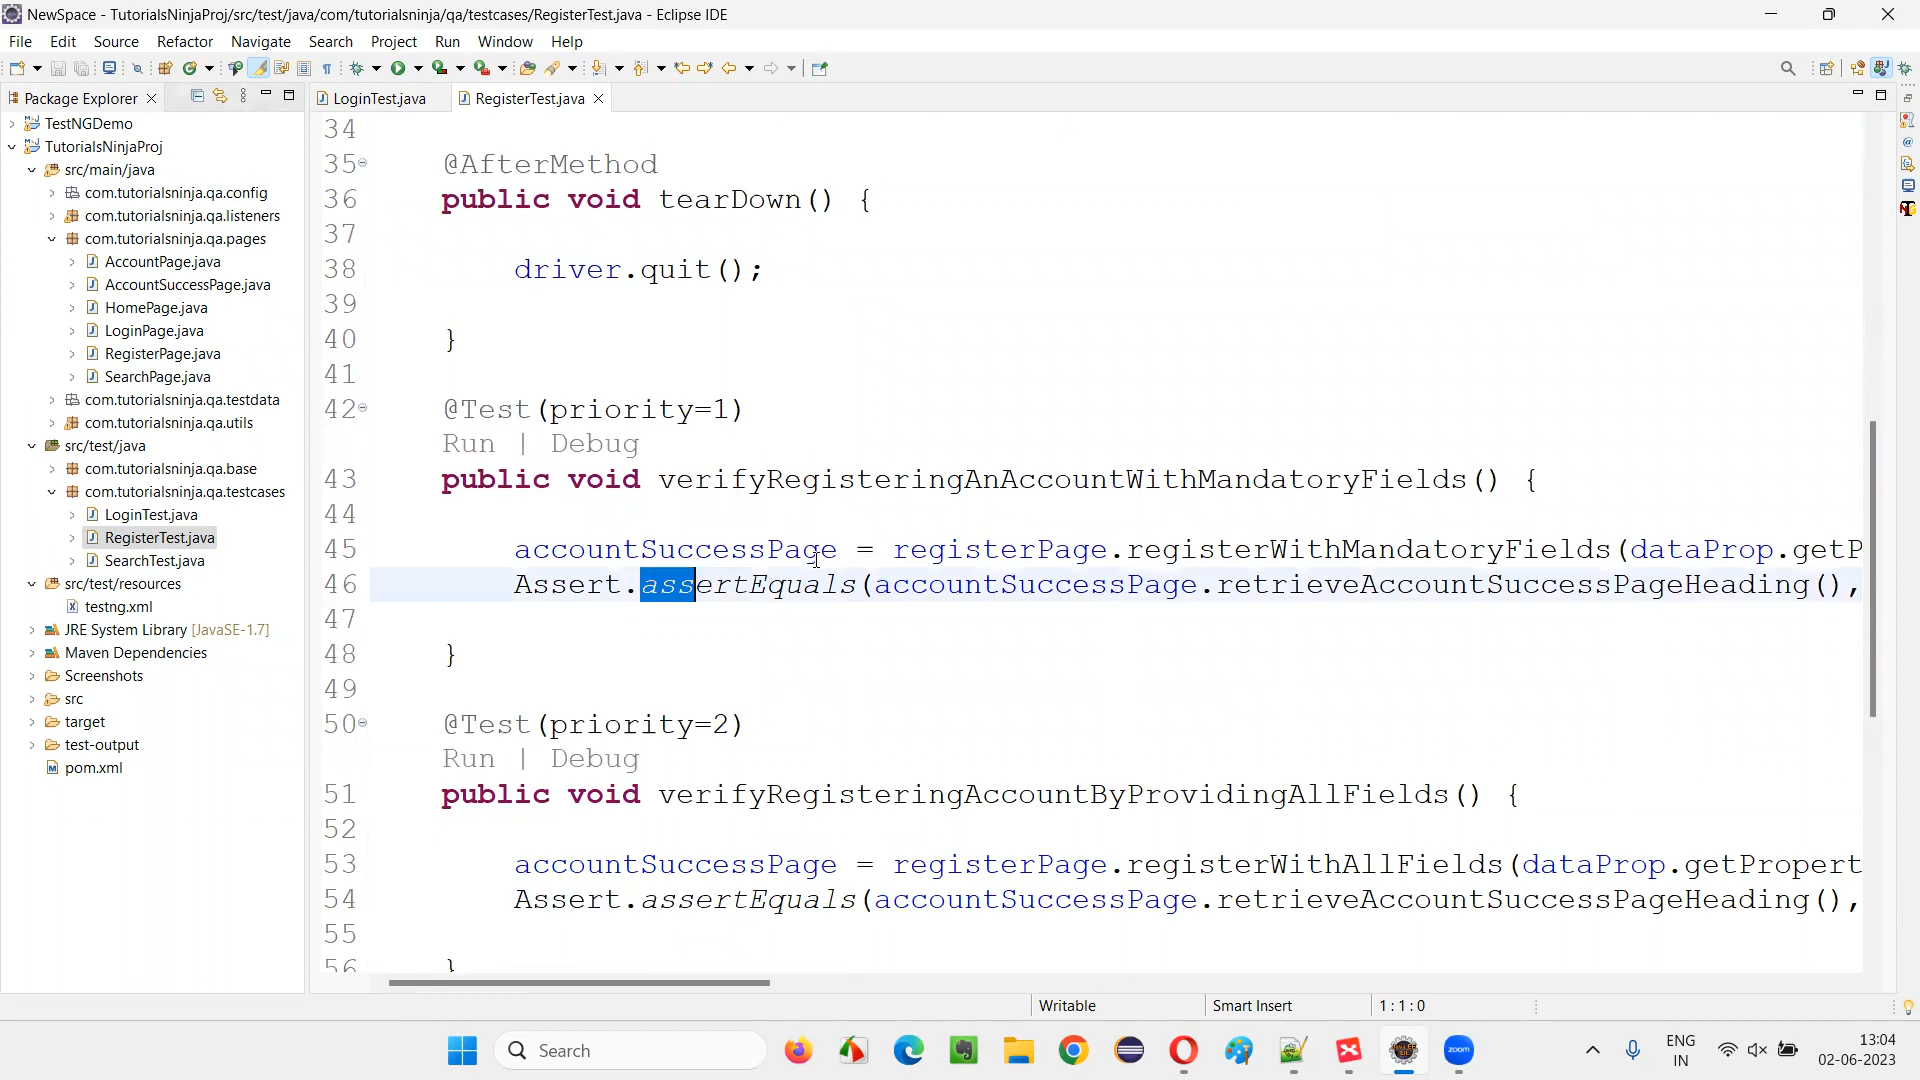 NewSpace - TutorialsNinjaProj/src/test/java/com/tutorialsninja/qa/testcases/RegisterTest.java - Eclipse IDE
File Edit Source Refactor Navigate Search Project Run Window Help
Package Explorer
LoginTest.java
RegisterTest.java
TestNGDemo
TutorialsNinjaProj
src/main/java
com.tutorialsninja.qa.config
com.tutorialsninja.qa.listeners
com.tutorialsninja.qa.pages
AccountPage.java
AccountSuccessPage.java
HomePage.java
LoginPage.java
RegisterPage.java
SearchPage.java
com.tutorialsninja.qa.testdata
com.tutorialsninja.qa.utils
src/test/java
com.tutorialsninja.qa.base
com.tutorialsninja.qa.testcases
LoginTest.java
RegisterTest.java
SearchTest.java
src/test/resources
testng.xml
JRE System Library [JavaSE-1.7]
Maven Dependencies
Screenshots
src
target
test-output
pom.xml
34
35 @AfterMethod
36 public void tearDown() {
37
38 driver.quit();
39
40 }
41
42 @Test(priority=1)
Run | Debug
43 public void verifyRegisteringAnAccountWithMandatoryFields() {
44
45 accountSuccessPage = registerPage.registerWithMandatoryFields(dataProp.getP
46 Assert.assertEquals(accountSuccessPage.retrieveAccountSuccessPageHeading(),
47
48 }
49
50 @Test(priority=2)
Run | Debug
51 public void verifyRegisteringAccountByProvidingAllFields() {
52
53 accountSuccessPage = registerPage.registerWithAllFields(dataProp.getPropert
54 Assert.assertEquals(accountSuccessPage.retrieveAccountSuccessPageHeading(),
55
56 }
Writable Smart Insert 1 : 1 : 0
Search
zoom
ENG
IN
13:04
02-06-2023